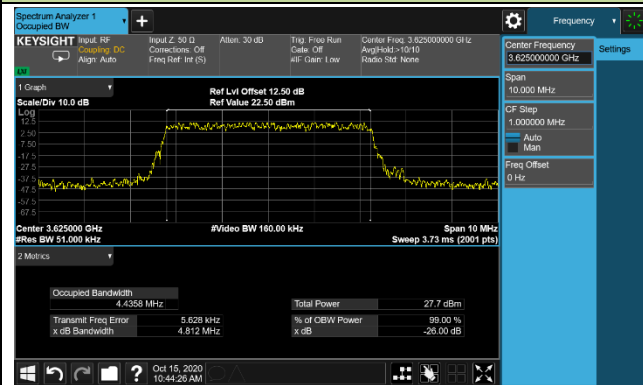 Spectrum Analyzer 1
Occupied BW
Frequency
KEYSIGHT
Input: RF
Coupling: DC
Align: Auto
Input Z: 50 Ω
Corrections: Off
Freq Ref: Int (S)
Atten: 30 dB
Trig: Free Run
Gate: Off
#IF Gain: Low
Center Freq: 3.625000000 GHz
Avg|Hold:>10/10
Radio Std: None
LW
Center Frequency
3.625000000 GHz
Settings
Span
10.000 MHz
CF Step
1.000000 MHz
Auto
Man
Freq Offset
0 Hz
1 Graph
Scale/Div 10.0 dB
Ref Lvl Offset 12.50 dB
Ref Value 22.50 dBm
Log
12.5
2.50
-7.50
-17.5
-27.5
-37.5
-47.5
-57.5
-67.5
Center 3.625000 GHz
#Res BW 51.000 kHz
#Video BW 160.00 kHz
Span 10 MHz
Sweep 3.73 ms (2001 pts)
2 Metrics
Occupied Bandwidth
4.4358 MHz
Total Power 27.7 dBm
Transmit Freq Error 5.628 kHz
% of OBW Power 99.00 %
x dB Bandwidth 4.812 MHz
x dB -26.00 dB
?
Oct 15, 2020
10:44:26 AM